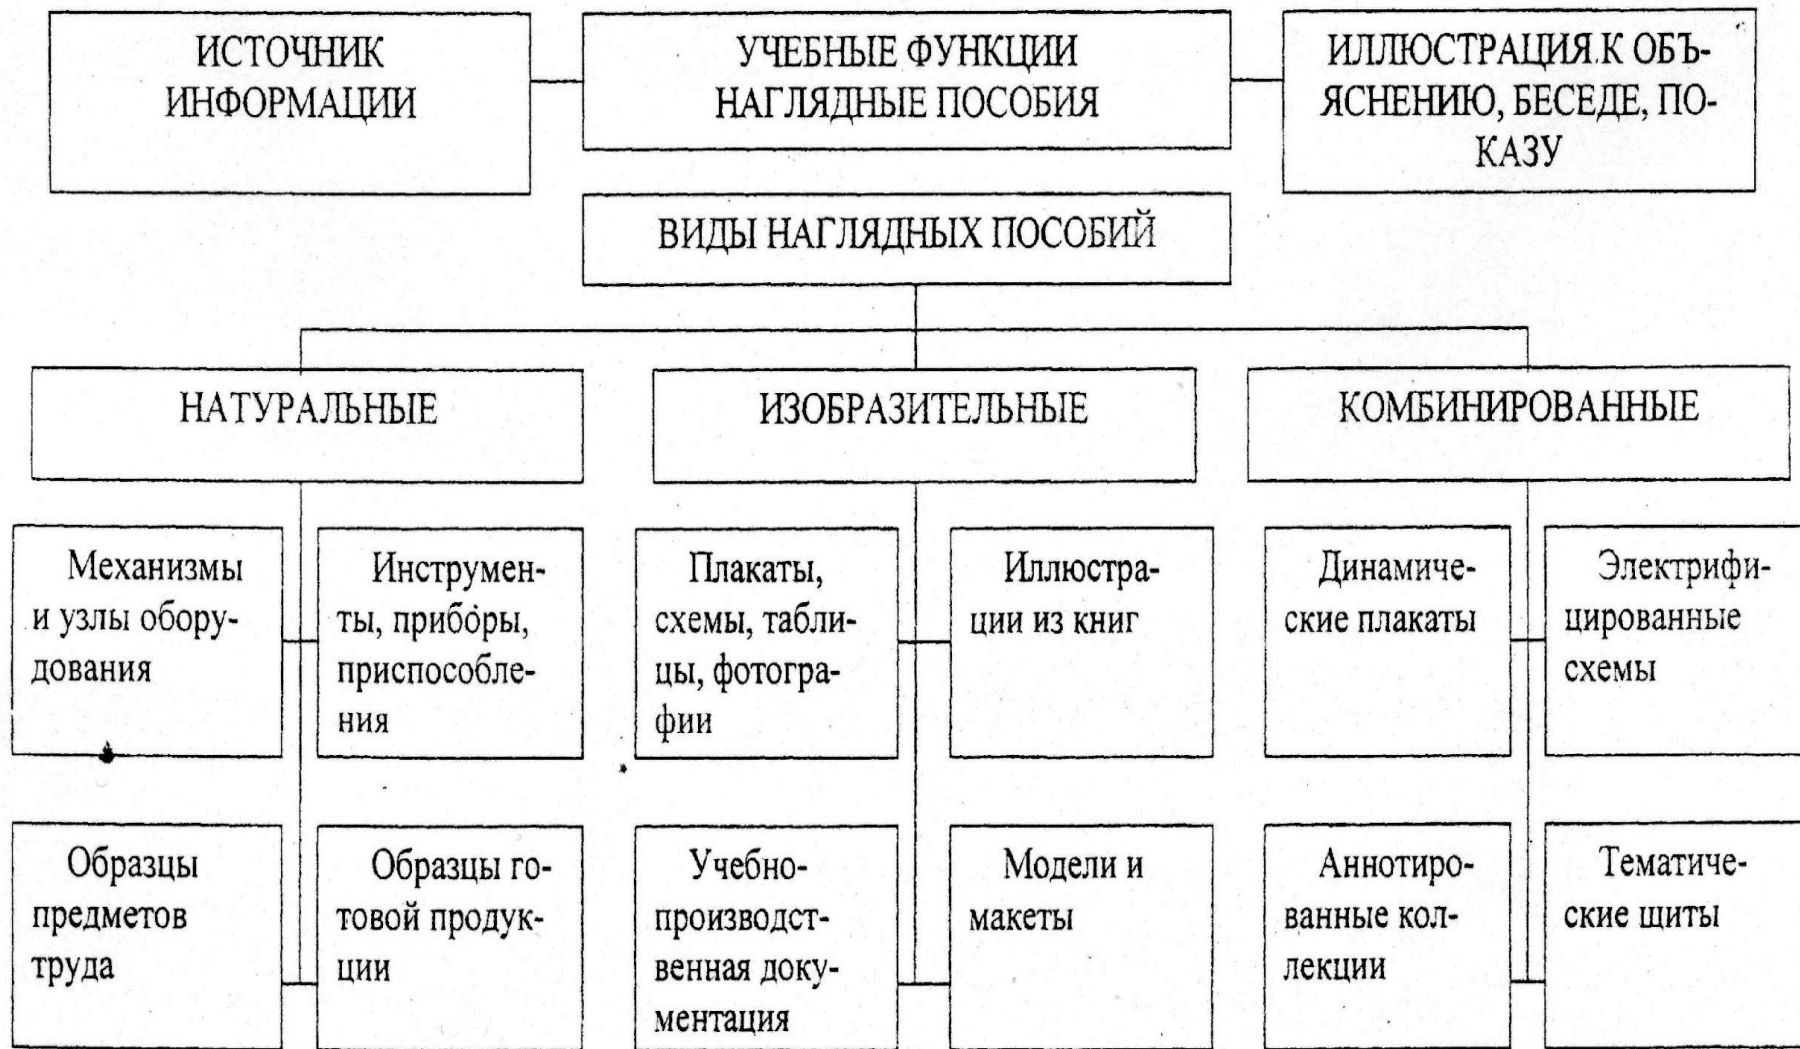 ИСТОЧНИК
ИНФОРМАЦИИ
УЧЕБНЫЕ ФУНКЦИИ
НАГЛЯДНЫЕ ПОСОБИЯ
ИЛЛЮСТРАЦИЯ.К ОБЪ-
ЯСНЕНИЮ, БЕСЕДЕ, ПО-
КАЗУ
ВИДЫ НАГЛЯДНЫХ ПОСОБИЙ
НАТУРАЛЬНЫЕ
ИЗОБРАЗИТЕЛЬНЫЕ
КОМБИНИРОВАННЫЕ
Механизмы
и узлы обору-
дования
Инструмен-
ты, приборы,
приспособле-
ния
Плакаты,
схемы, табли-
цы, фотогра-
фии
Иллюстра-
ции из книг
Динамиче-
ские плакаты
Электрифи-
цированные
схемы
Образцы
предметов
труда
Образцы го-
товой продук-
ции
Учебно-
производст-
венная доку-
ментация
Модели и
макеты
Аннотиро-
ванные кол-
лекции
Тематиче-
ские щиты